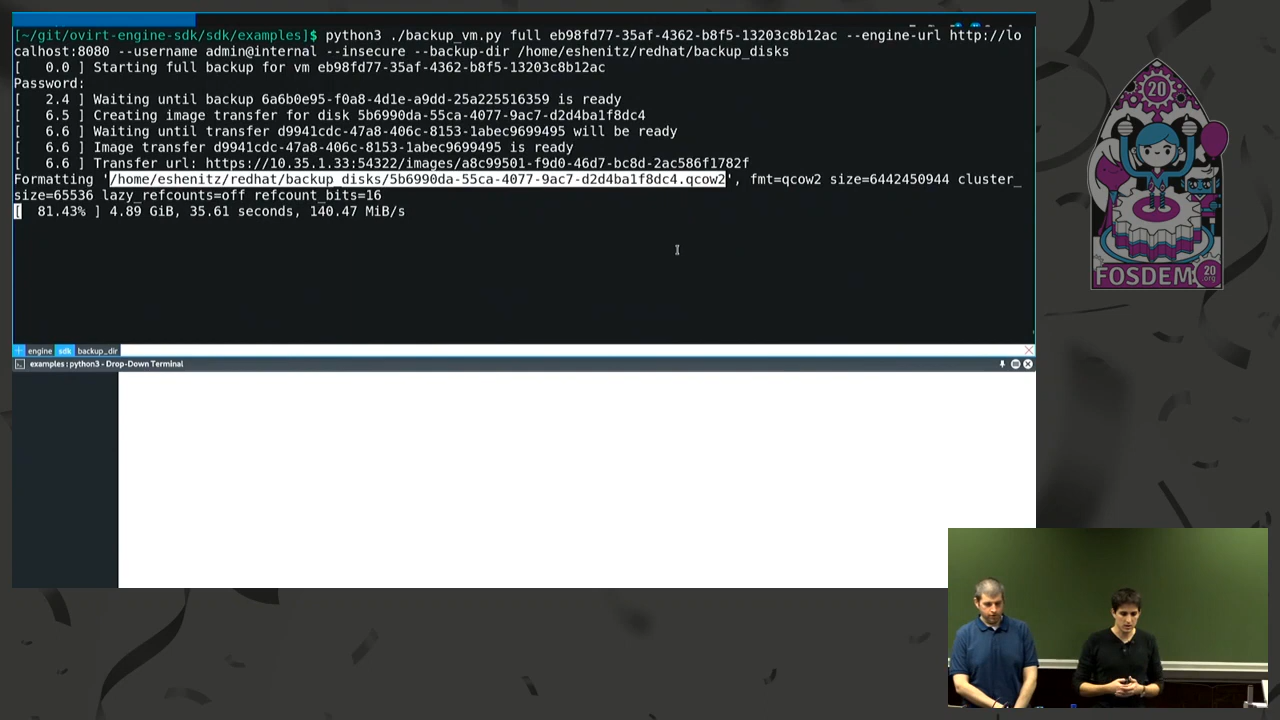 [~/git/ovirt-engine-sdk/sdk/examples]$ python3 ./backup_vm.py full eb98fd77-35af-4362-b8f5-13203c8b12ac --engine-url http://lo
calhost:8080 --username admin@internal --insecure --backup-dir /home/eshenitz/redhat/backup_disks
[   0.0 ] Starting full backup for vm eb98fd77-35af-4362-b8f5-13203c8b12ac
Password:
[   2.4 ] Waiting until backup 6a6b0e95-f0a8-4d1e-a9dd-25a225516359 is ready
[   6.5 ] Creating image transfer for disk 5b6990da-55ca-4077-9ac7-d2d4ba1f8dc4
[   6.6 ] Waiting until transfer d9941cdc-47a8-406c-8153-1abec9699495 will be ready
[   6.6 ] Image transfer d9941cdc-47a8-406c-8153-1abec9699495 is ready
[   6.6 ] Transfer url: https://10.35.1.33:54322/images/a8c99501-f9d0-46d7-bc8d-2ac586f1782f
Formatting '/home/eshenitz/redhat/backup_disks/5b6990da-55ca-4077-9ac7-d2d4ba1f8dc4.qcow2', fmt=qcow2 size=6442450944 cluster_
size=65536 lazy_refcounts=off refcount_bits=16
[  81.43% ] 4.89 GiB, 35.61 seconds, 140.47 MiB/s
engine sdk backup_dir
examples : python3 - Drop-Down Terminal
20
FOSDEM 20 .org